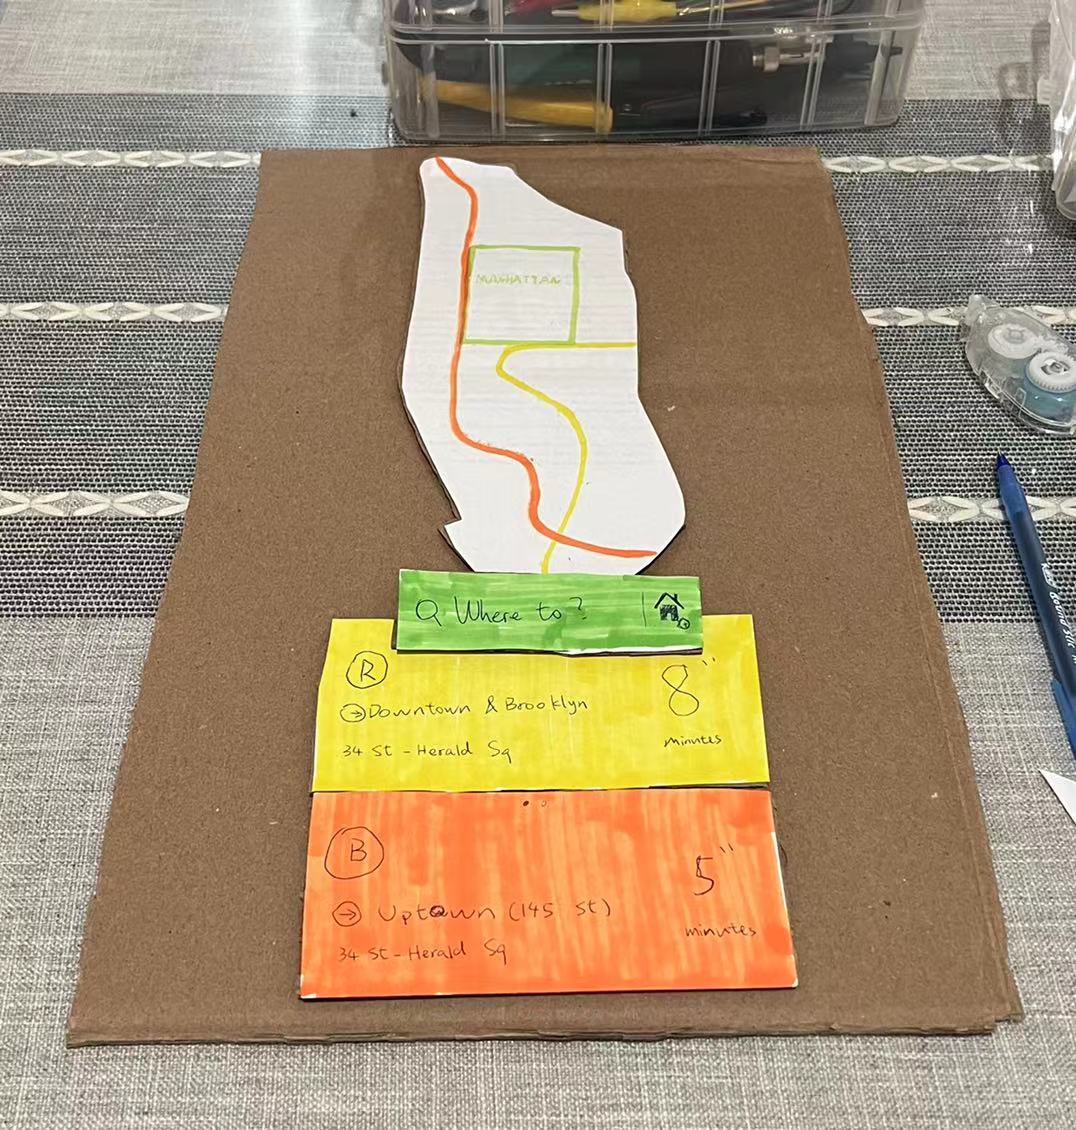 MANHATTAN
Where to?
R
8"
→ Downtown & Brooklyn
34 St - Herald Sq
minutes
B
5"
→ Uptown (145 St)
34 St - Herald Sq
minutes